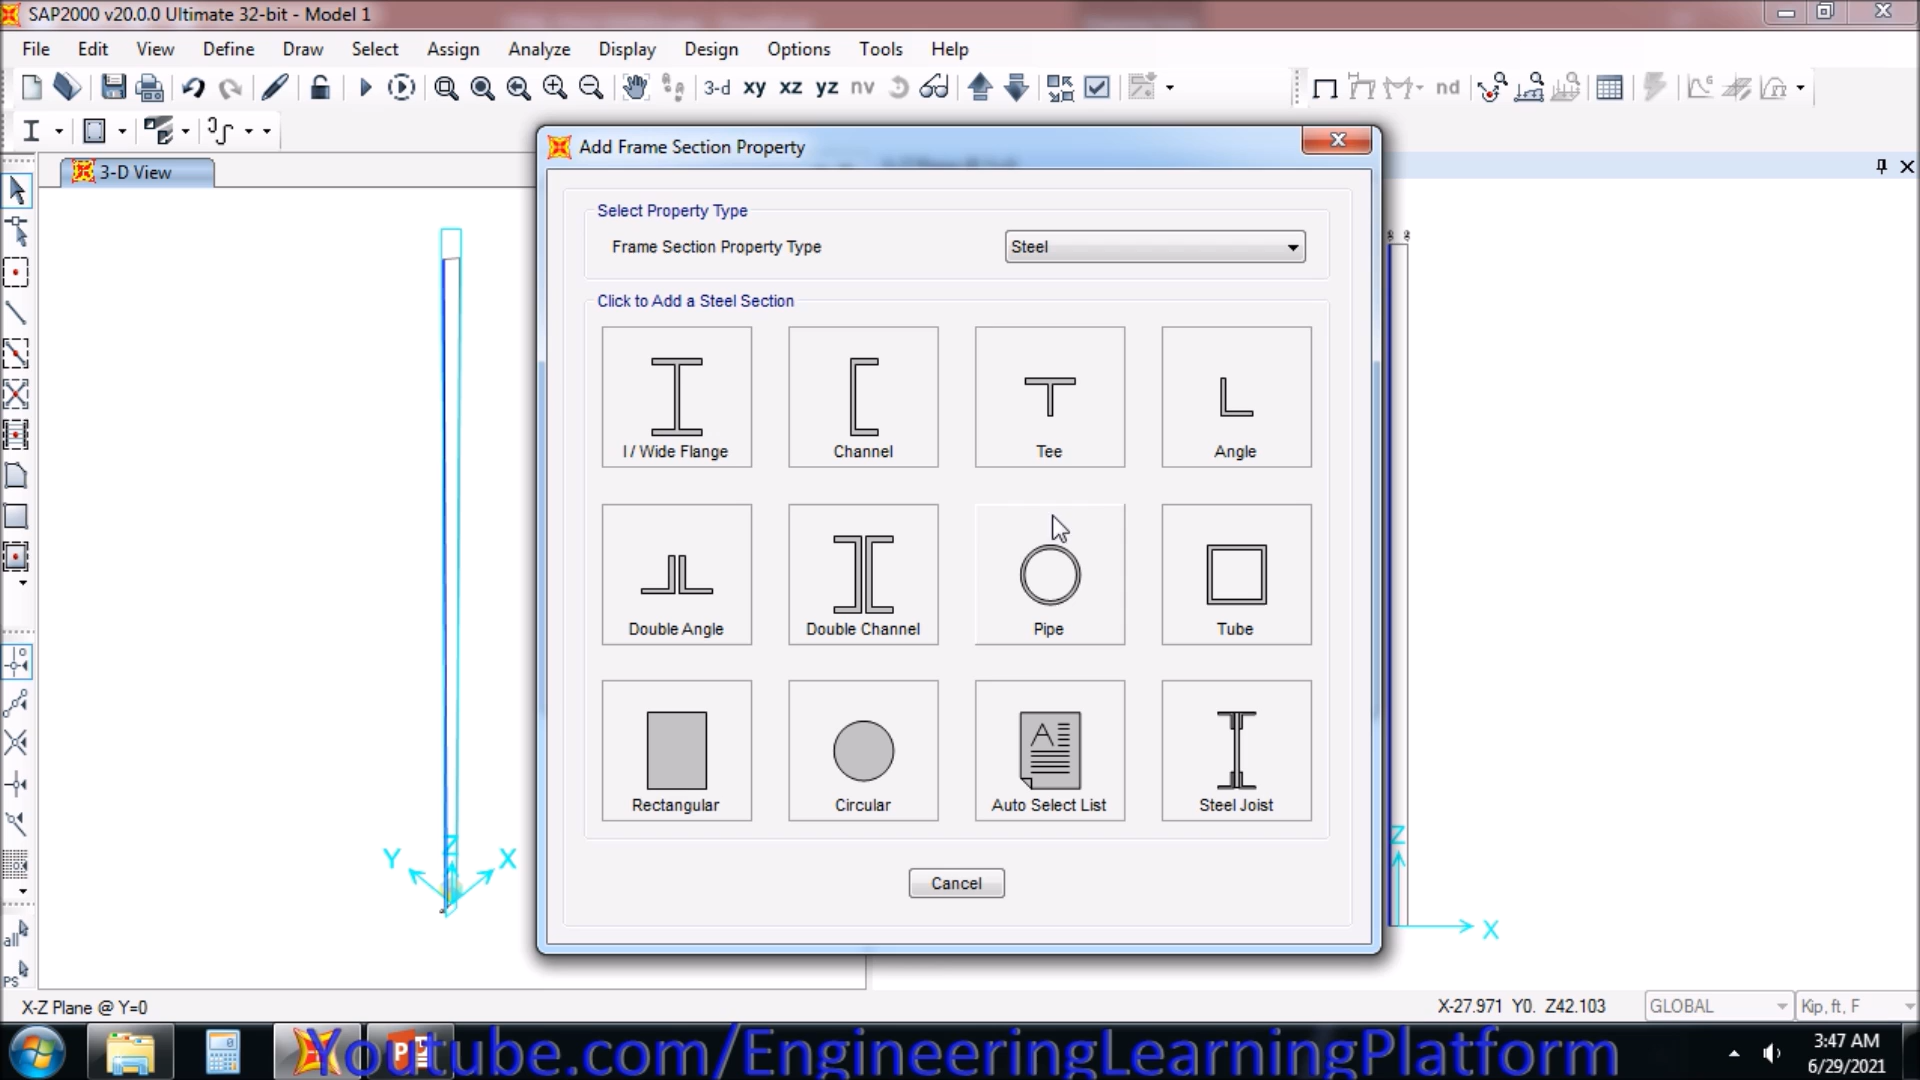 SAP2000 v20.0.0 Ultimate 32-bit - Model 1
File Edit View Define Draw Select Assign Analyze Display Design Options Tools Help
3-d xy xz yz nv nd
3-D View
Add Frame Section Property
Select Property Type
Frame Section Property Type Steel
Click to Add a Steel Section
I / Wide Flange Channel Tee Angle
Double Angle Double Channel Pipe Tube
Rectangular Circular Auto Select List Steel Joist
Cancel
Y Z X
Z
X
all
PS
X-Z Plane @ Y=0
X-27.971 Y0. Z42.103
GLOBAL
Kip, ft, F
Youtube.com/EngineeringLearningPlatform
3:47 AM
6/29/2021